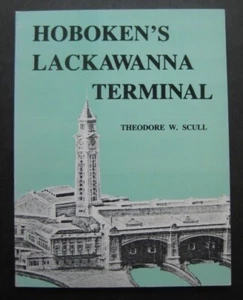 HOBOKEN'S
LACKAWANNA
TERMINAL
THEODORE W. SCULL